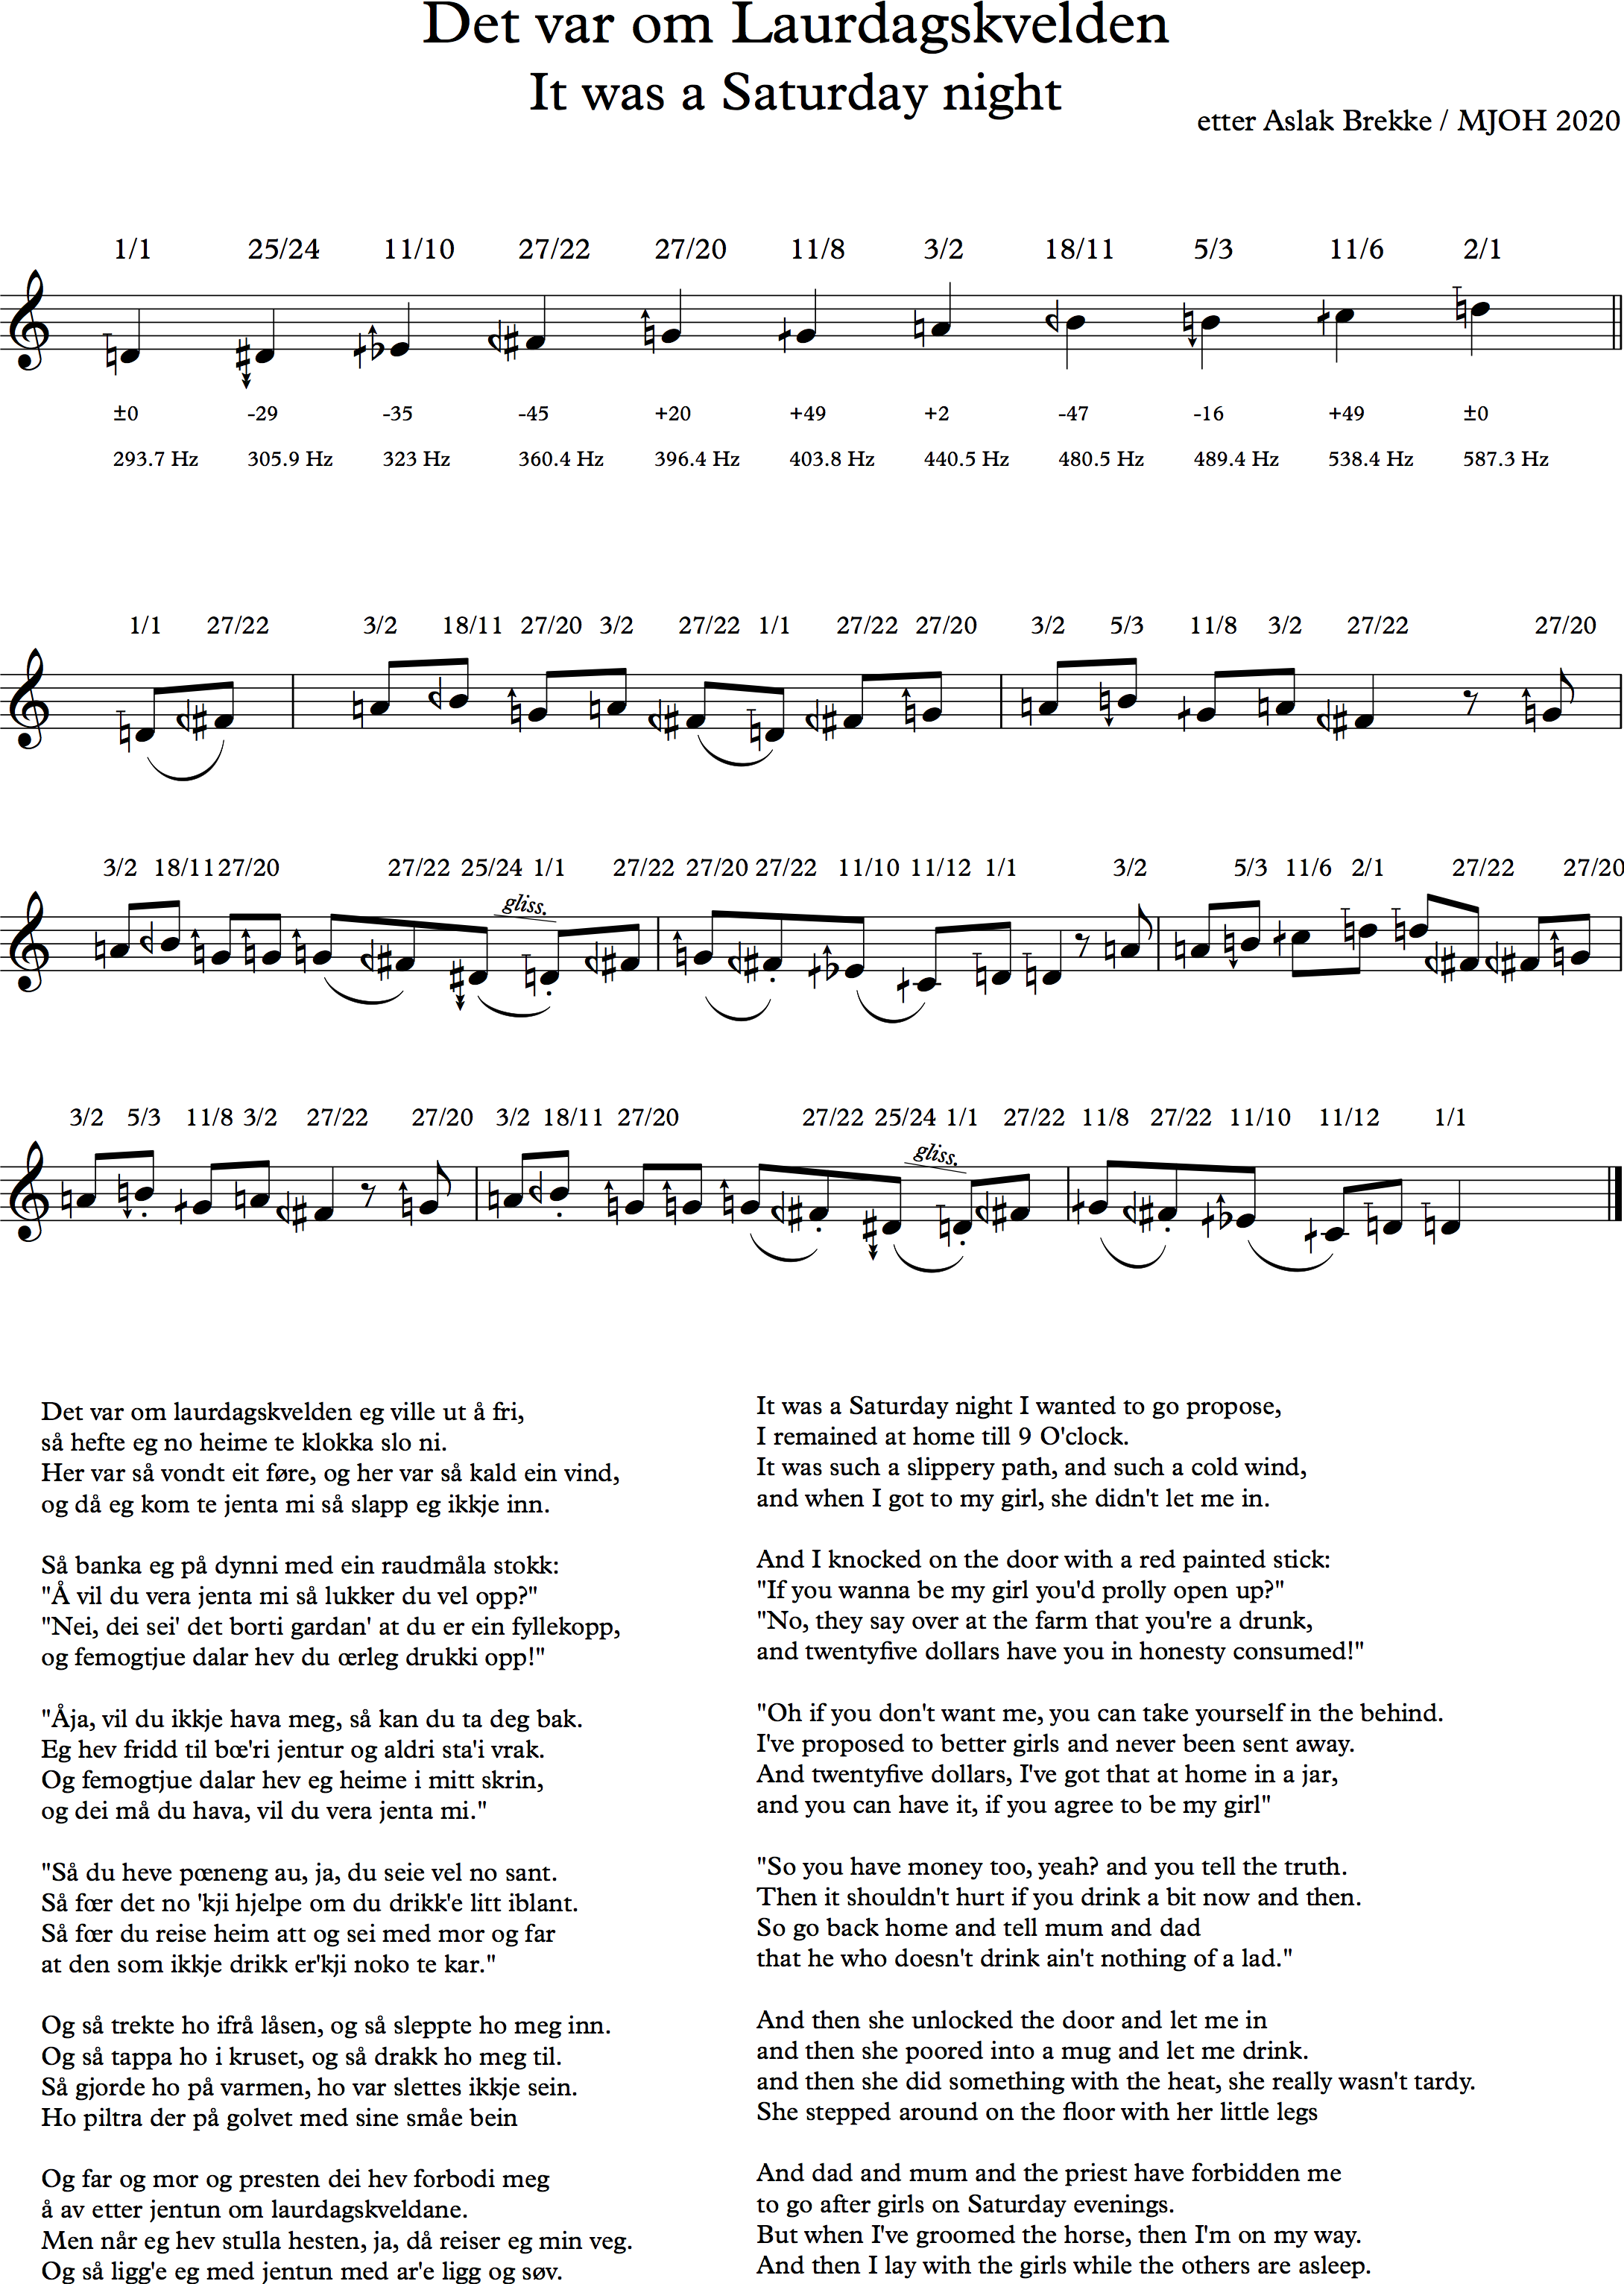 Det var om Laurdagskvelden
It was a Saturday night
etter Aslak Brekke / MJOH 2020
1/1 25/24 11/10 27/22 27/20 11/8 3/2 18/11 5/3 11/6 2/1
±0 -29 -35 -45 +20 +49 +2 -47 -16 +49 ±0
293.7 Hz 305.9 Hz 323 Hz 360.4 Hz 396.4 Hz 403.8 Hz 440.5 Hz 480.5 Hz 489.4 Hz 538.4 Hz 587.3 Hz
1/1 27/22 3/2 18/11 27/20 3/2 27/22 1/1 27/22 27/20 3/2 5/3 11/8 3/2 27/22 27/20
3/2 18/11 27/20 27/22 25/24 1/1 27/22 27/20 27/22 11/10 11/12 1/1 3/2 5/3 11/6 2/1 27/22 27/20
gliss.
3/2 5/3 11/8 3/2 27/22 27/20 3/2 18/11 27/20 27/22 25/24 1/1 27/22 11/8 27/22 11/10 11/12 1/1
gliss.
Det var om laurdagskvelden eg ville ut å fri,
så hefte eg no heime te klokka slo ni.
Her var så vondt eit føre, og her var så kald ein vind,
og då eg kom te jenta mi så slapp eg ikkje inn.
Så banka eg på dynni med ein raudmåla stokk:
"Å vil du vera jenta mi så lukker du vel opp?"
"Nei, dei sei' det borti gardan' at du er ein fyllekopp,
og femogtjue dalar hev du œrleg drukki opp!"
"Åja, vil du ikkje hava meg, så kan du ta deg bak.
Eg hev fridd til bœ'ri jentur og aldri sta'i vrak.
Og femogtjue dalar hev eg heime i mitt skrin,
og dei må du hava, vil du vera jenta mi."
"Så du heve pœneng au, ja, du seie vel no sant.
Så fœr det no 'kji hjelpe om du drikk'e litt iblant.
Så fœr du reise heim att og sei med mor og far
at den som ikkje drikk er'kji noko te kar."
Og så trekte ho ifrå låsen, og så sleppte ho meg inn.
Og så tappa ho i kruset, og så drakk ho meg til.
Så gjorde ho på varmen, ho var slettes ikkje sein.
Ho piltra der på golvet med sine småe bein
Og far og mor og presten dei hev forbodi meg
å av etter jentun om laurdagskveldane.
Men når eg hev stulla hesten, ja, då reiser eg min veg.
Og så ligg'e eg med jentun med ar'e ligg og søv.
It was a Saturday night I wanted to go propose,
I remained at home till 9 O'clock.
It was such a slippery path, and such a cold wind,
and when I got to my girl, she didn't let me in.
And I knocked on the door with a red painted stick:
"If you wanna be my girl you'd prolly open up?"
"No, they say over at the farm that you're a drunk,
and twentyfive dollars have you in honesty consumed!"
"Oh if you don't want me, you can take yourself in the behind.
I've proposed to better girls and never been sent away.
And twentyfive dollars, I've got that at home in a jar,
and you can have it, if you agree to be my girl"
"So you have money too, yeah? and you tell the truth.
Then it shouldn't hurt if you drink a bit now and then.
So go back home and tell mum and dad
that he who doesn't drink ain't nothing of a lad."
And then she unlocked the door and let me in
and then she poored into a mug and let me drink.
and then she did something with the heat, she really wasn't tardy.
She stepped around on the floor with her little legs
And dad and mum and the priest have forbidden me
to go after girls on Saturday evenings.
But when I've groomed the horse, then I'm on my way.
And then I lay with the girls while the others are asleep.